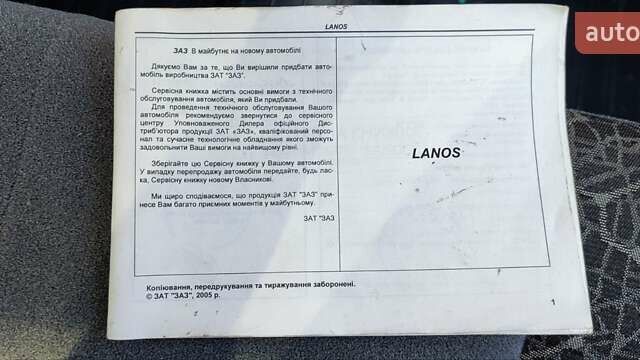 LANOS
auto
ЗАЗ В майбутнє на новому автомобілі
Дякуємо Вам за те, що Ви вирішили придбати авто-
мобіль виробництва ЗАТ "ЗАЗ".
Сервісна книжка містить основні вимоги з технічного
обслуговування автомобіля, який Ви придбали.
Для проведення технічного обслуговування Вашого
автомобіля рекомендуємо звернутися до сервісного
центру Уповноваженого Дилера офіційного Дис-
триб'ютора продукції ЗАТ «ЗАЗ», кваліфікований персо-
нал та сучасне технологічне обладнання якого зможуть
задовольнити Ваші вимоги на найвищому рівні.
Зберігайте цю Сервісну книжку у Вашому автомобілі.
У випадку перепродажу автомобіля передайте, будь лас-
ка, Сервісну книжку новому Власникові.
Ми щиро сподіваємося, що продукція ЗАТ "ЗАЗ" при-
несе Вам багато приємних моментів у майбутньому.
ЗАТ "ЗАЗ
LANOS
Копіювання, передрукування та тиражування заборонені.
© ЗАТ "ЗАЗ", 2005 р.
1